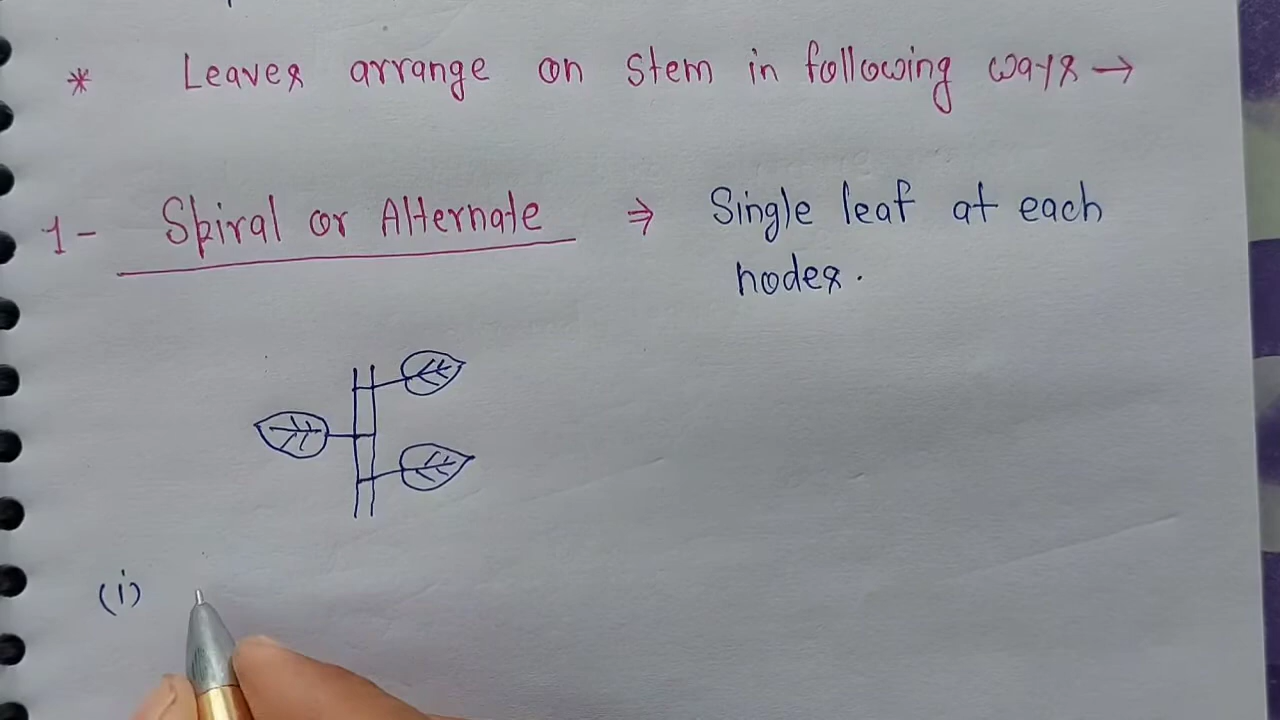 * Leaves arrange on stem in following ways →
1- Spiral or Alternate ⇒ Single leaf at each
nodes.
(i)